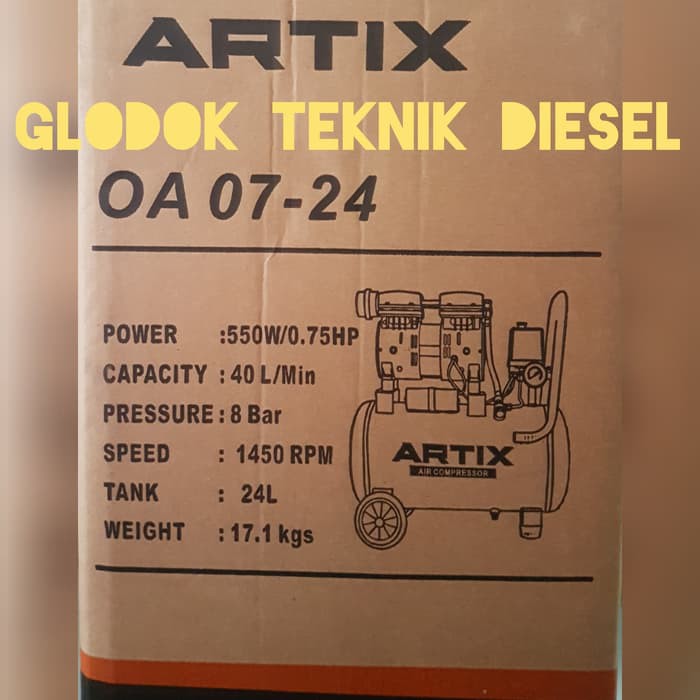 ARTIX
GLODOK TEKNIK DIESEL
OA 07-24
POWER :550W/0.75HP
CAPACITY : 40 L/Min
PRESSURE : 8 Bar
SPEED : 1450 RPM
TANK : 24L
WEIGHT : 17.1 kgs
ARTIX
AIR COMPRESSOR